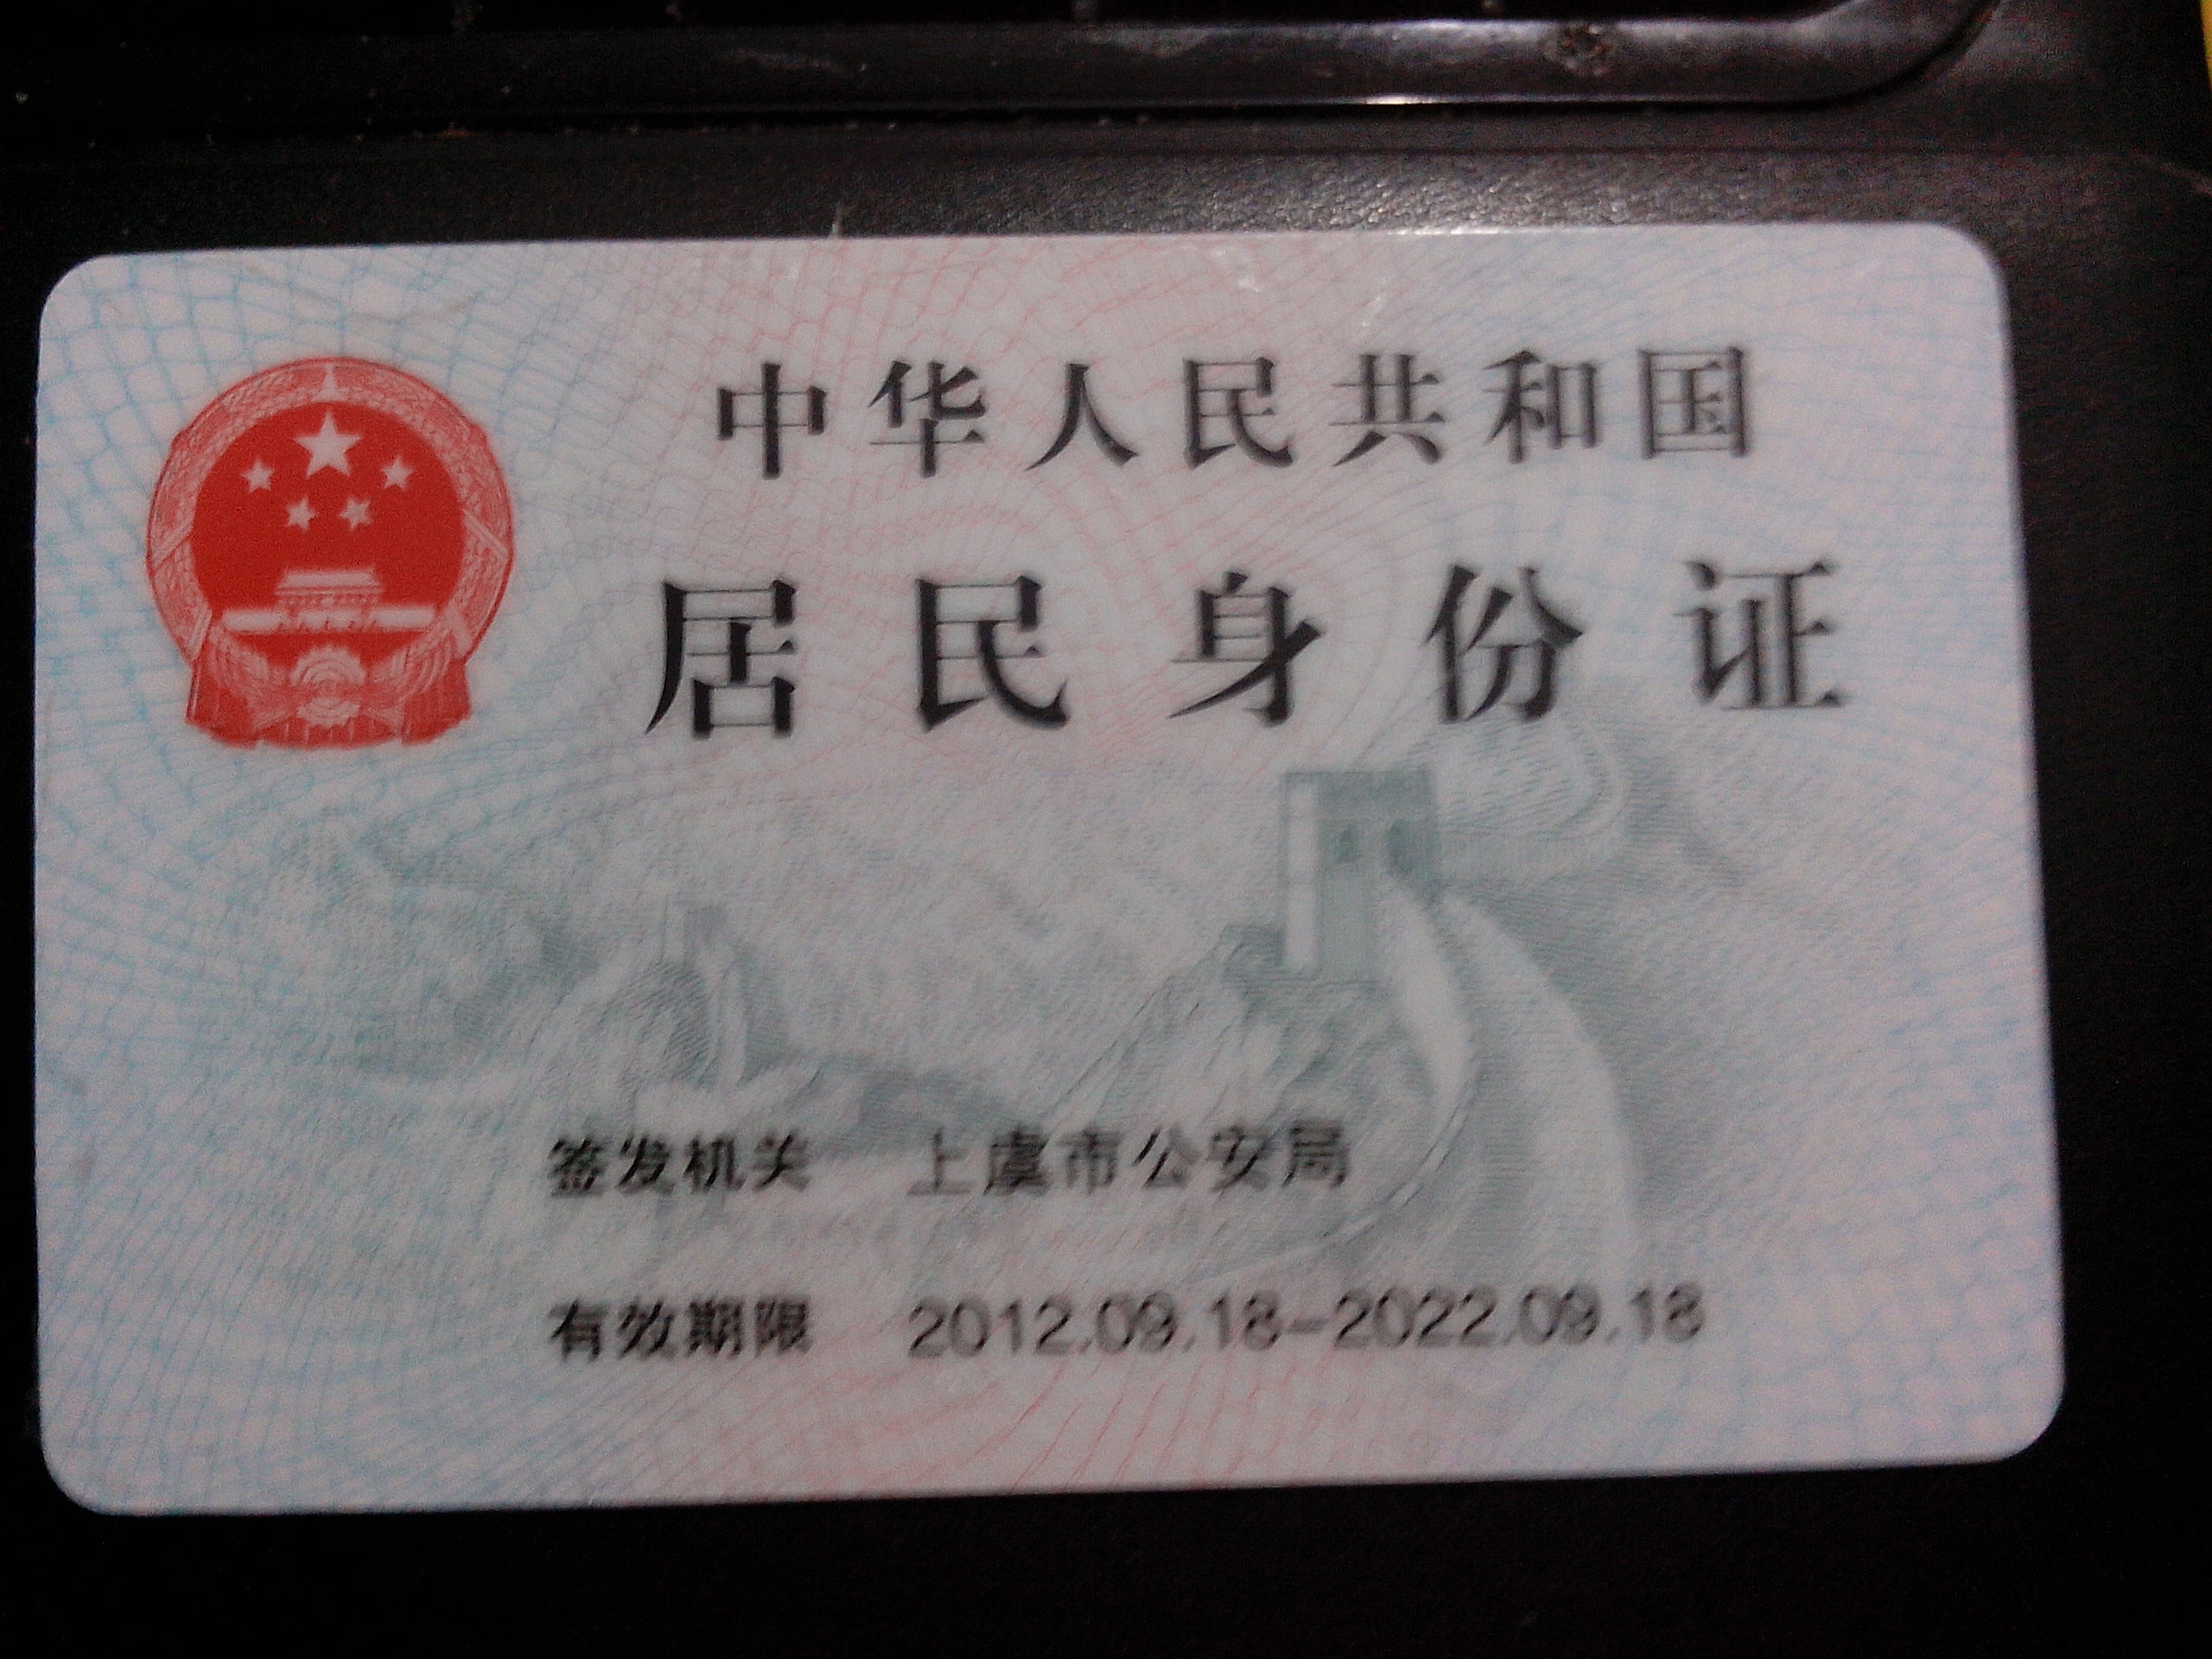 中华人民共和国
居民身份证
签发机关 上虞市公安局
有效期限 2012.09.18-2022.09.18